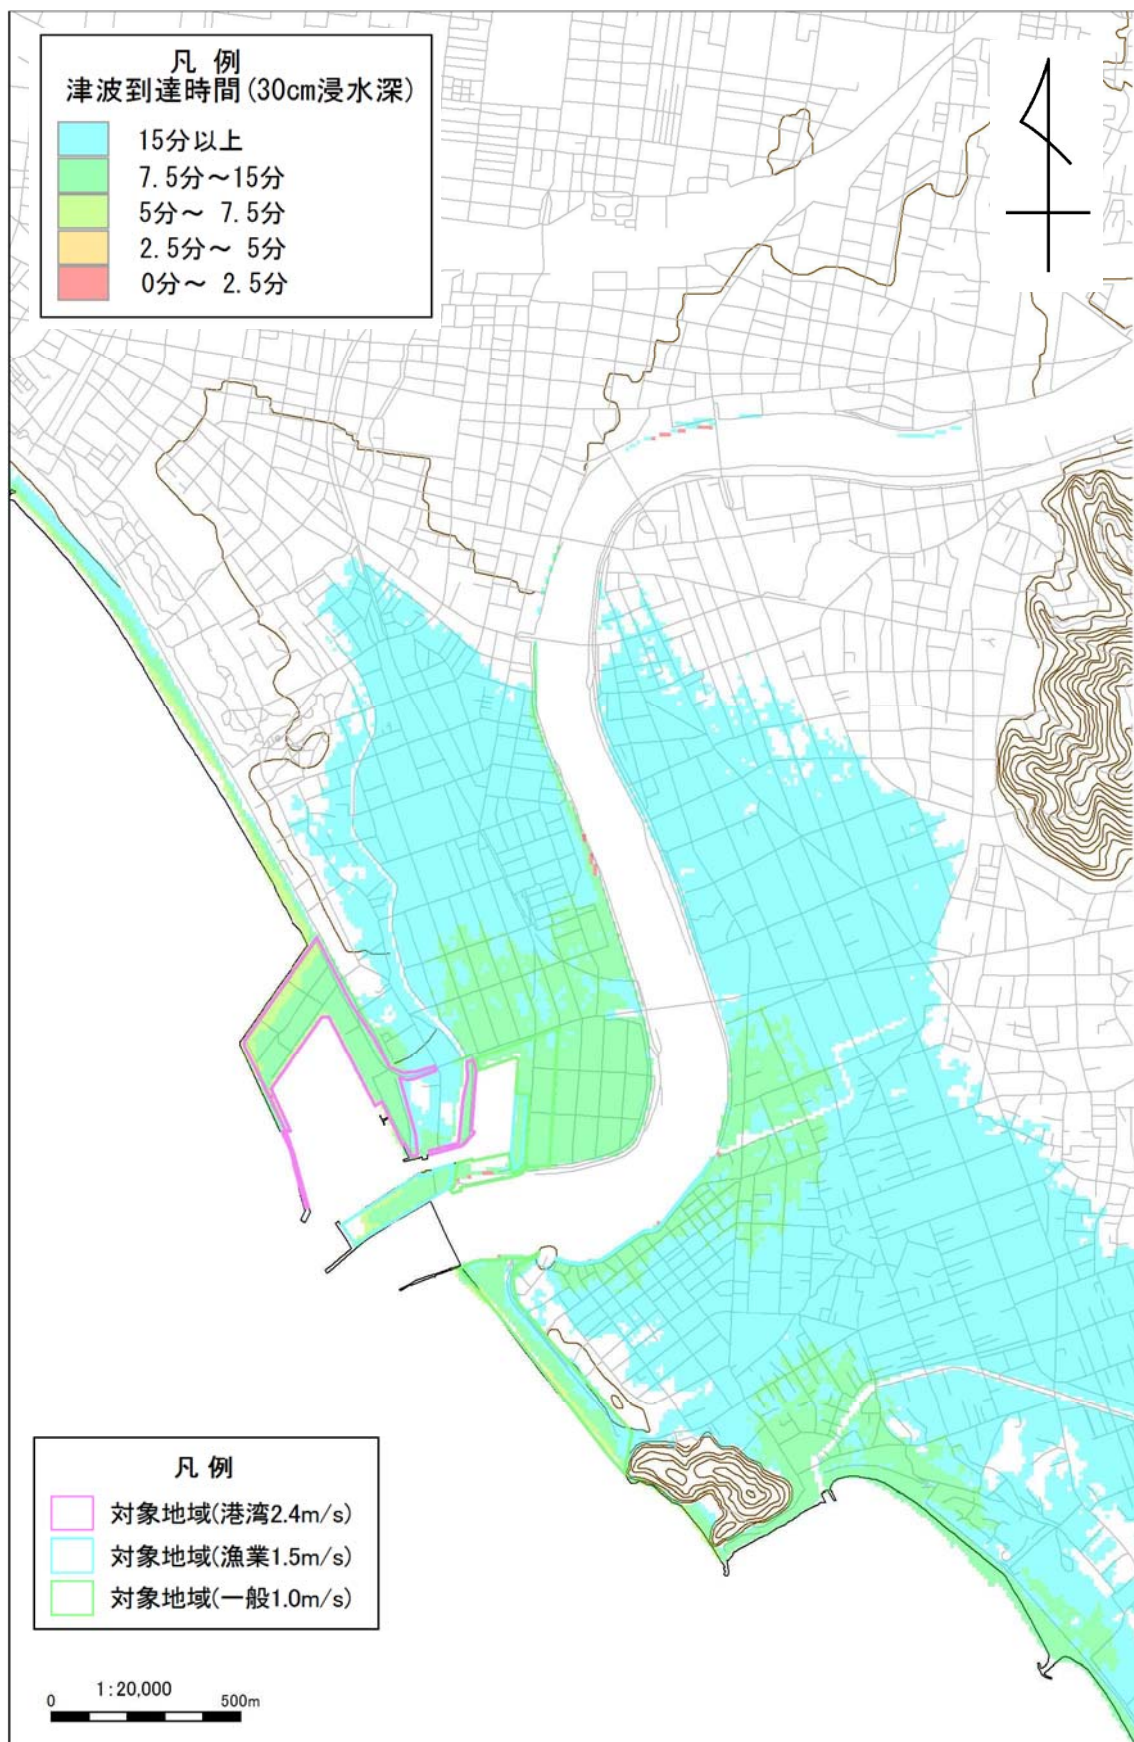 凡 例
津波到達時間(30cm浸水深)
15分以上
7.5分～15分
5分～ 7.5分
2.5分～ 5分
0分～ 2.5分
凡 例
対象地域(港湾2.4m/s)
対象地域(漁業1.5m/s)
対象地域(一般1.0m/s)
1:20,000
0 500m